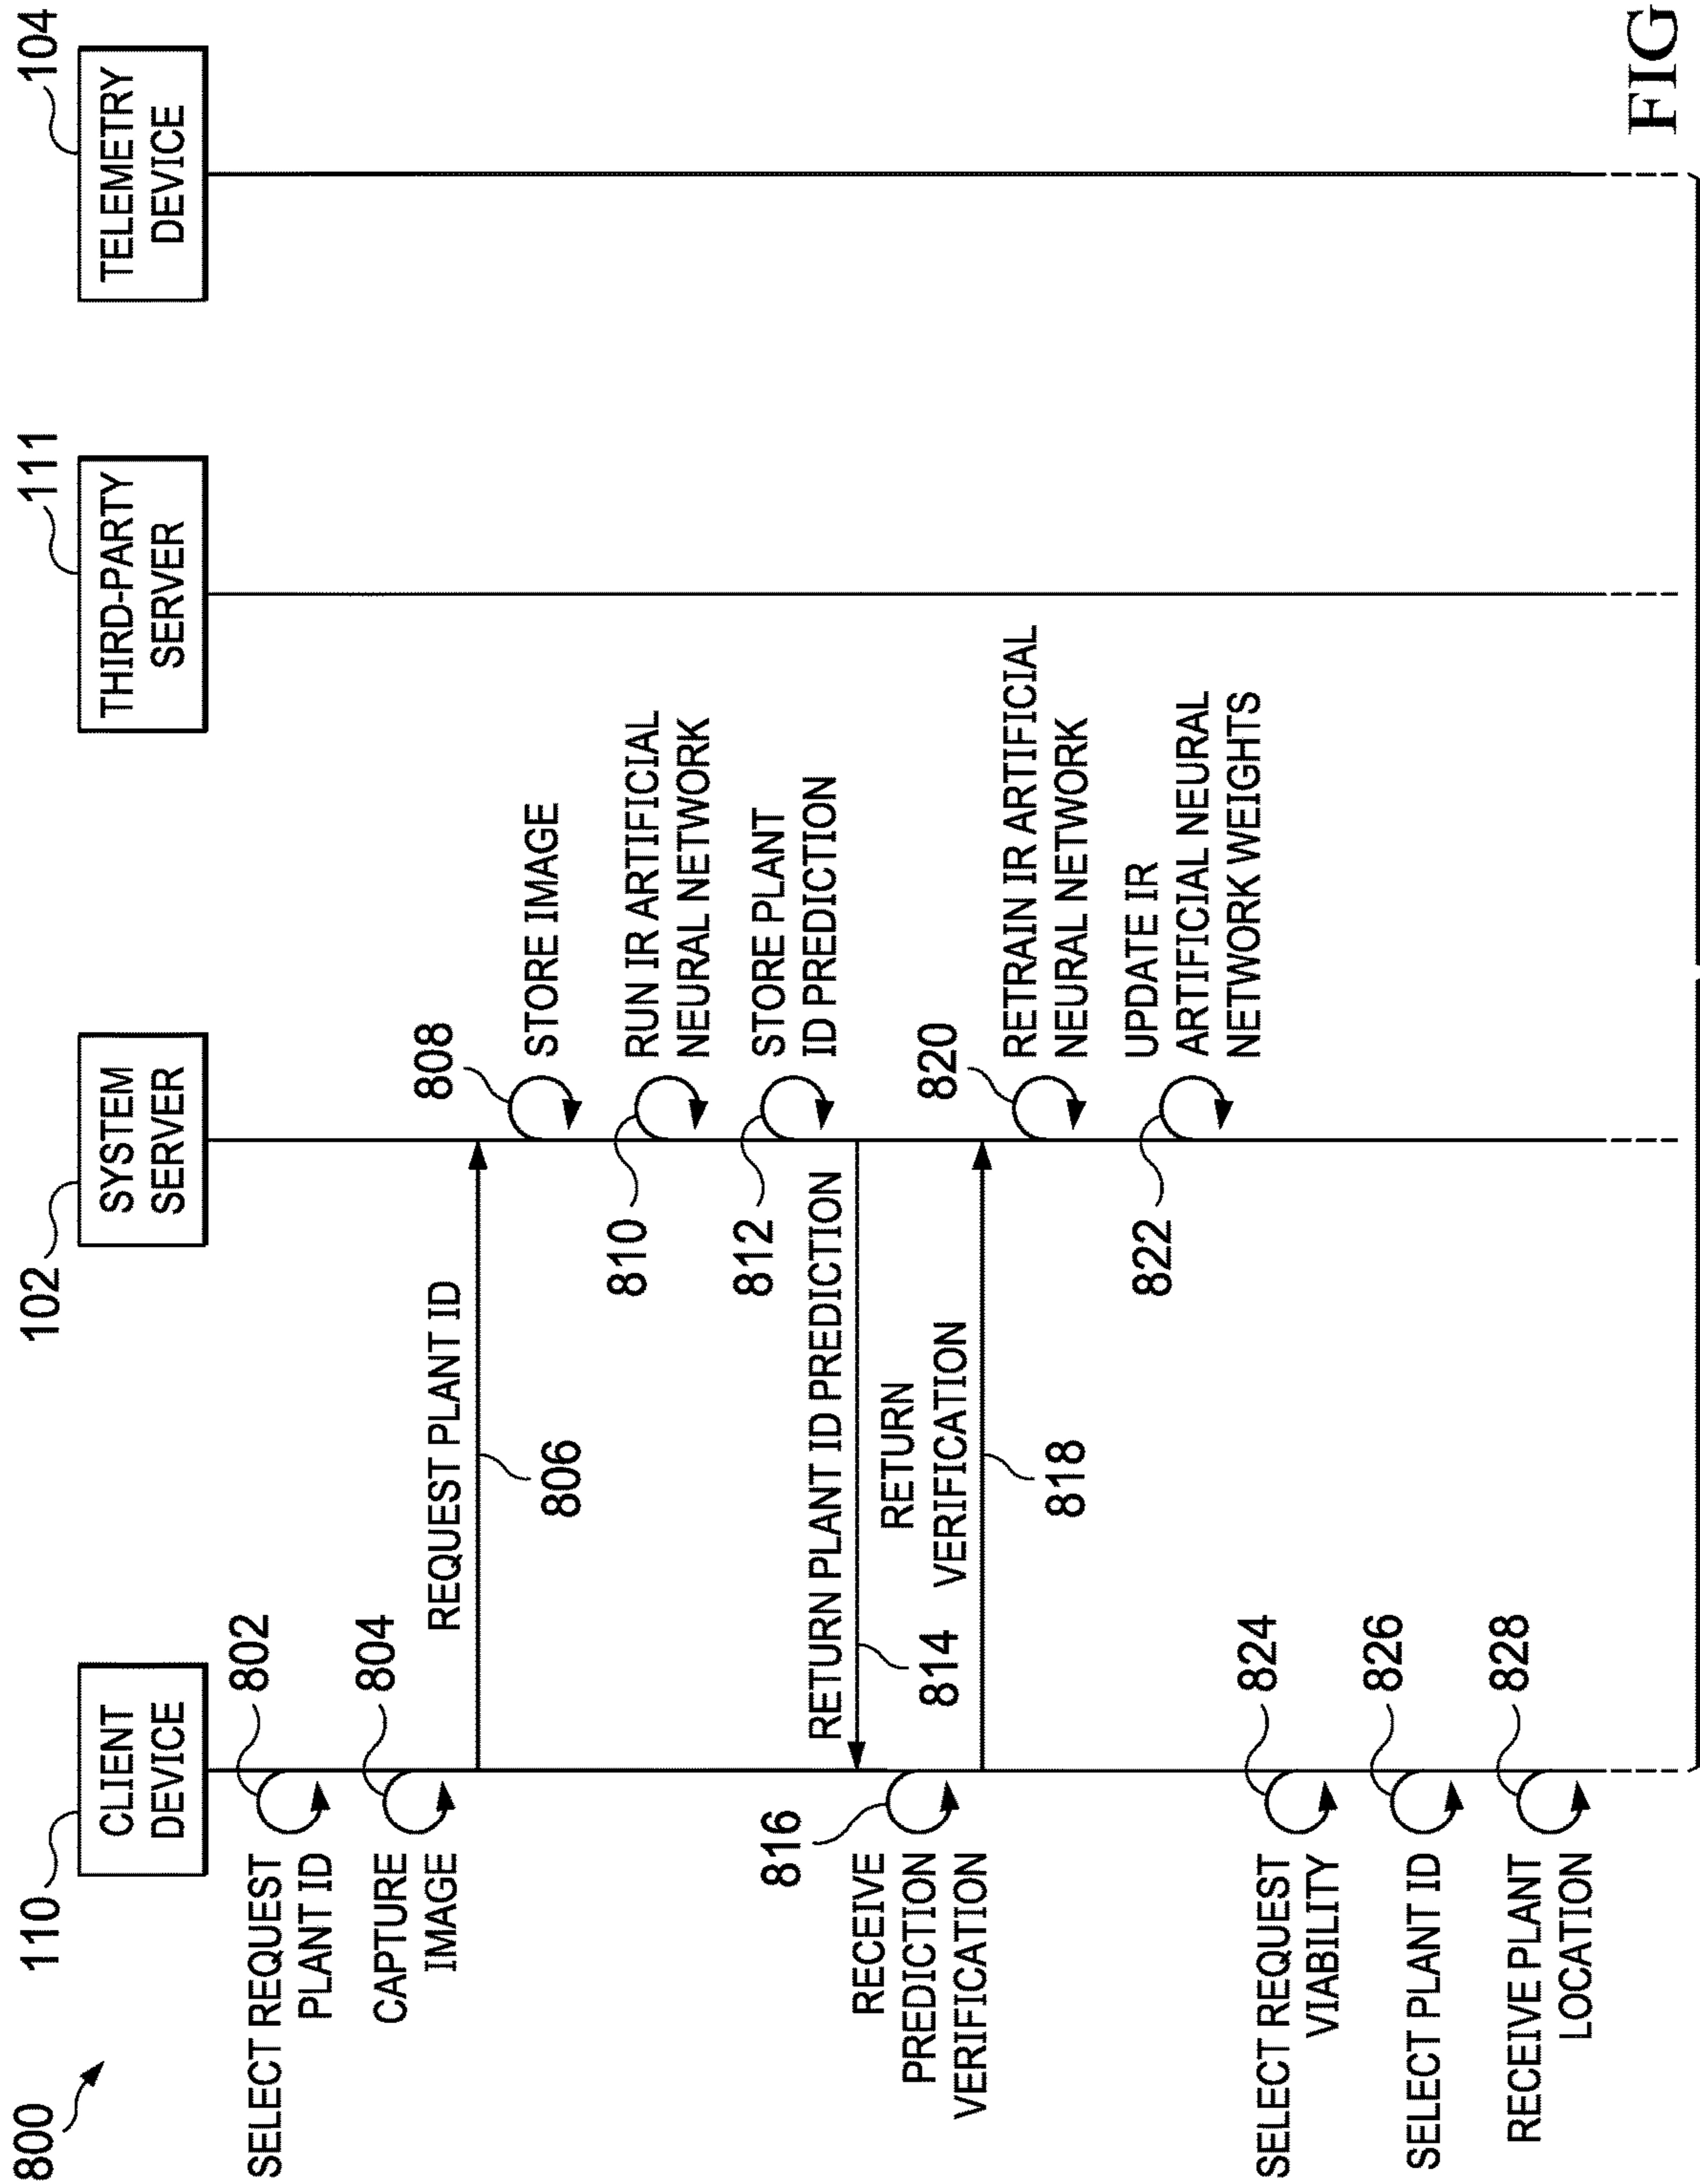 800
110
CLIENT
DEVICE
102
SYSTEM
SERVER
111
THIRD-PARTY
SERVER
104
TELEMETRY
DEVICE
SELECT REQUEST
PLANT ID
802
CAPTURE
IMAGE
804
REQUEST PLANT ID
806
808
STORE IMAGE
810
RUN IR ARTIFICIAL
NEURAL NETWORK
812
STORE PLANT
ID PREDICTION
RETURN PLANT ID PREDICTION
814
816
RECEIVE
PREDICTION
VERIFICATION
RETURN
VERIFICATION
818
820
RETRAIN IR ARTIFICIAL
NEURAL NETWORK
822
UPDATE IR
ARTIFICIAL NEURAL
NETWORK WEIGHTS
SELECT REQUEST
VIABILITY
824
SELECT PLANT ID
826
RECEIVE PLANT
LOCATION
828
FIG